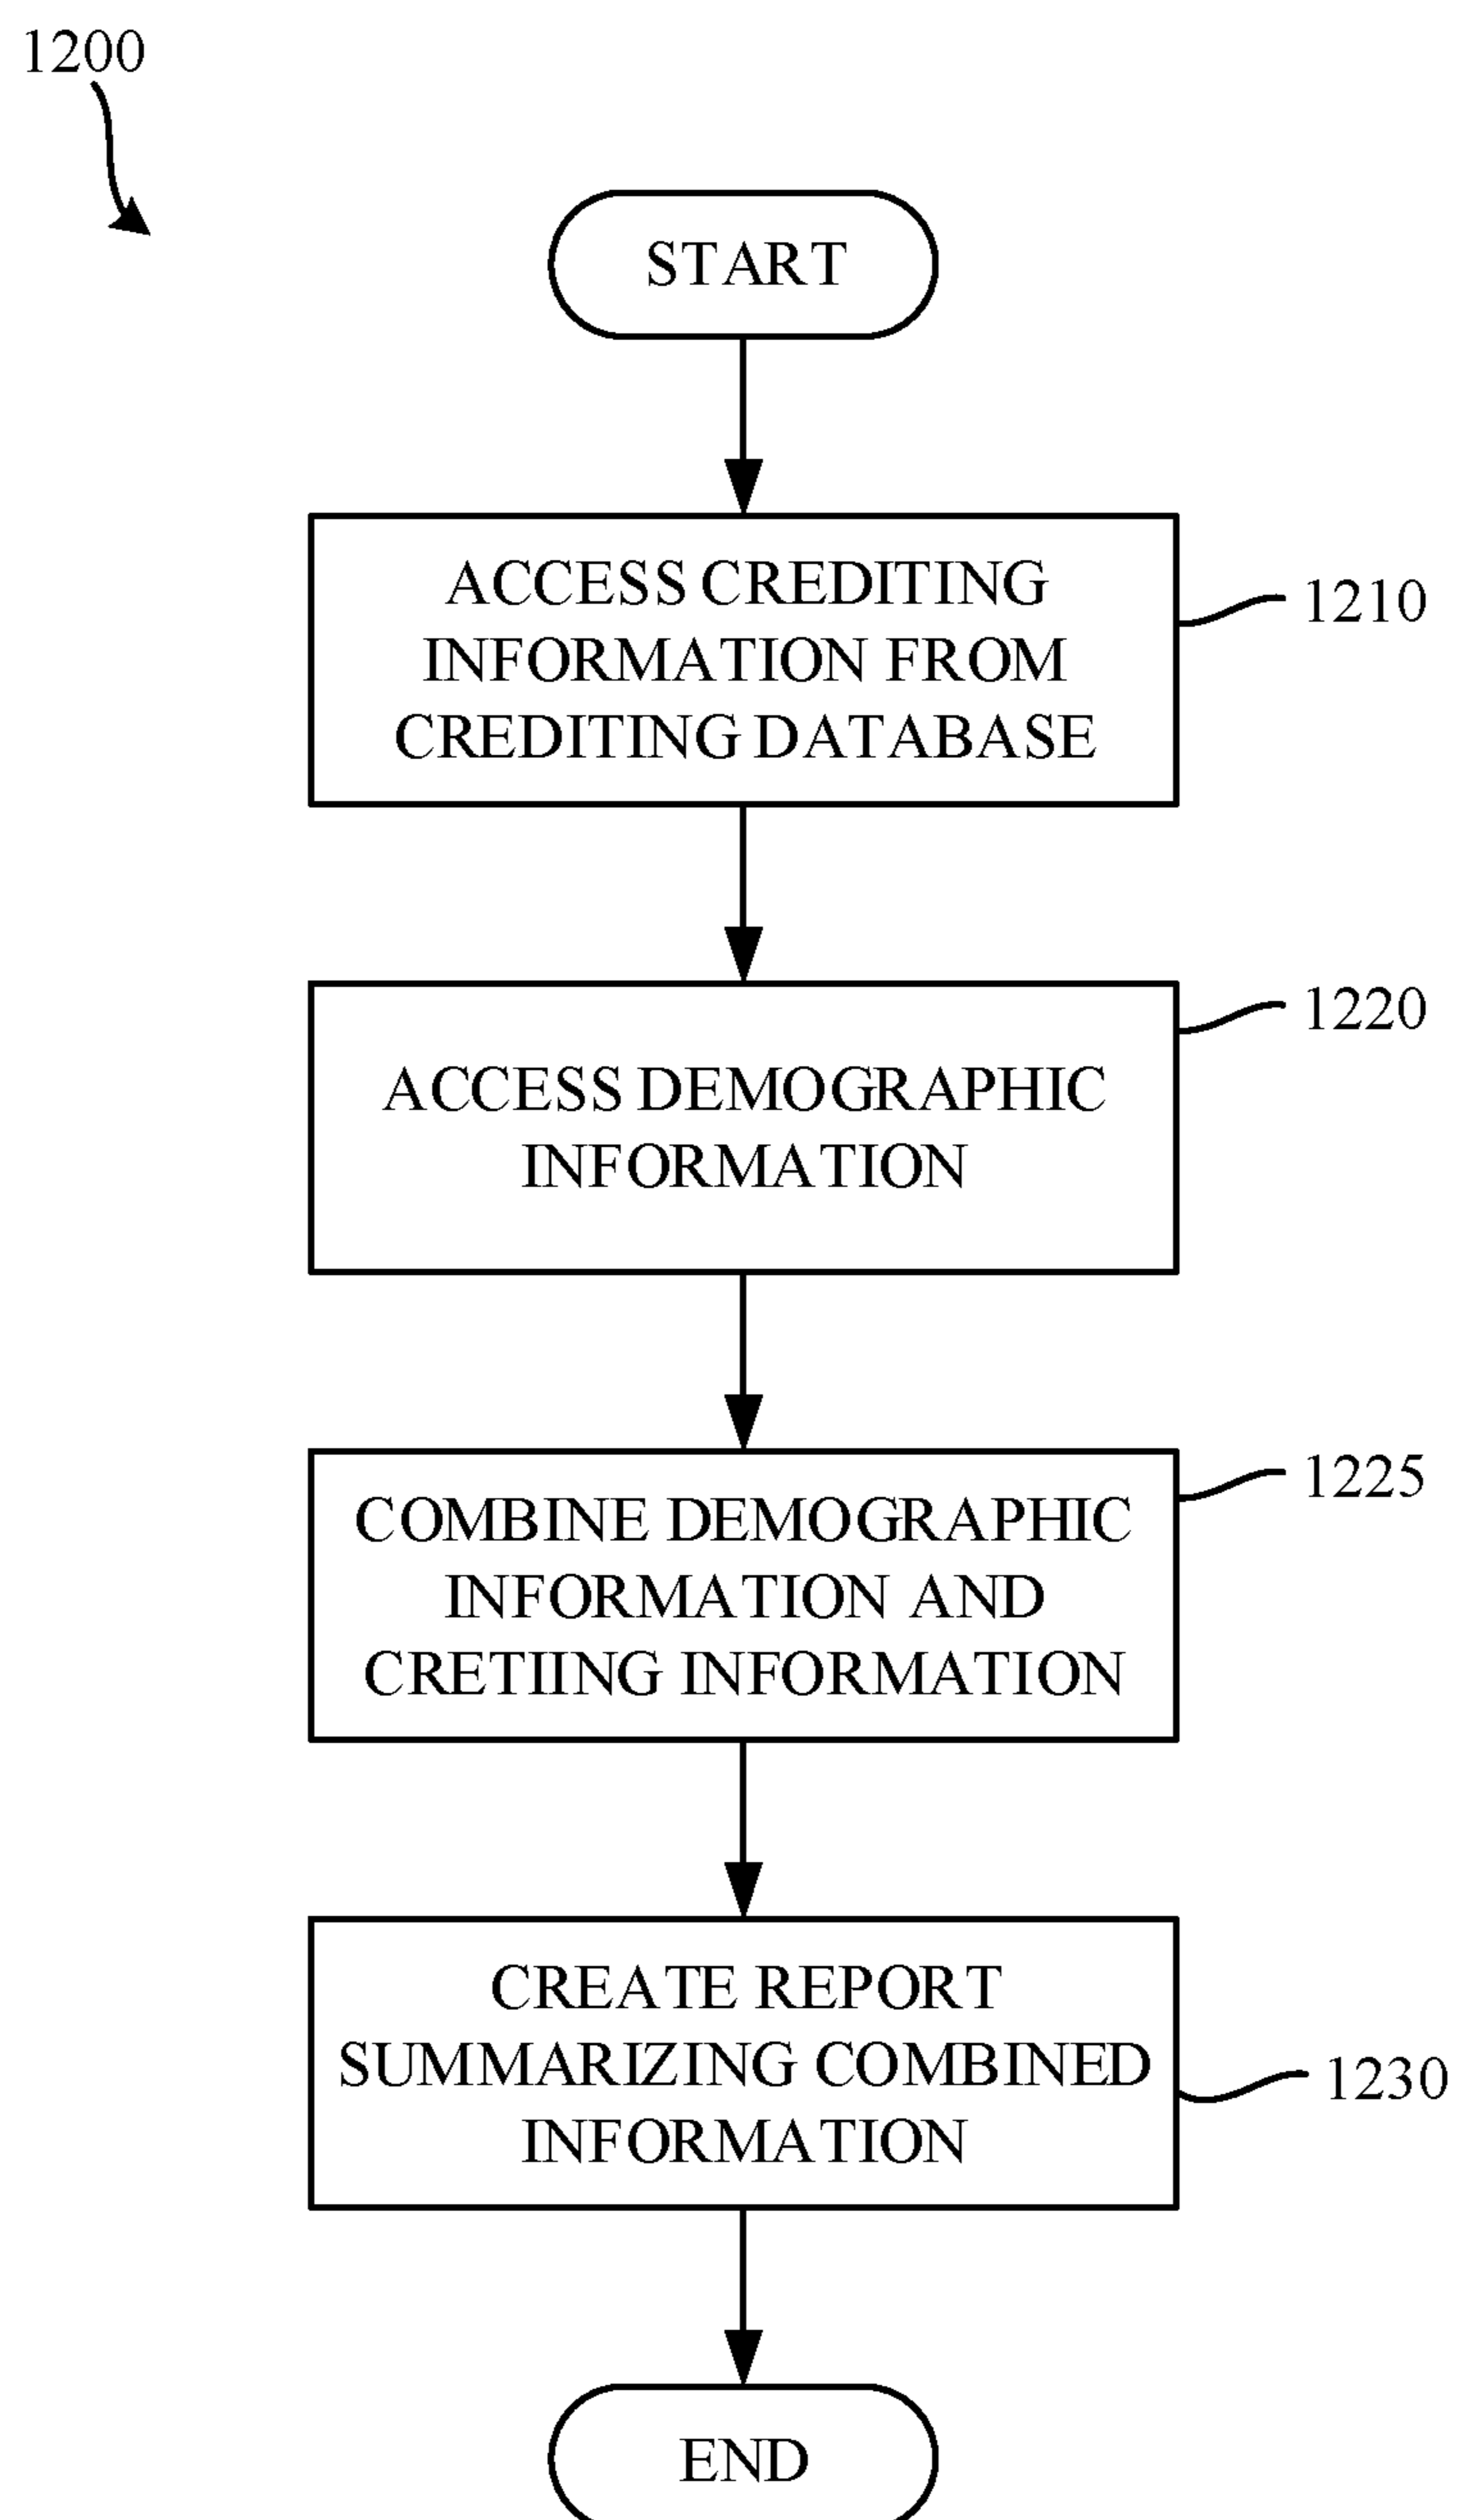 1200
START
ACCESS CREDITING
INFORMATION FROM
CREDITING DATABASE
1210
ACCESS DEMOGRAPHIC
INFORMATION
1220
COMBINE DEMOGRAPHIC
INFORMATION AND
CRETIING INFORMATION
1225
CREATE REPORT
SUMMARIZING COMBINED
INFORMATION
1230
END